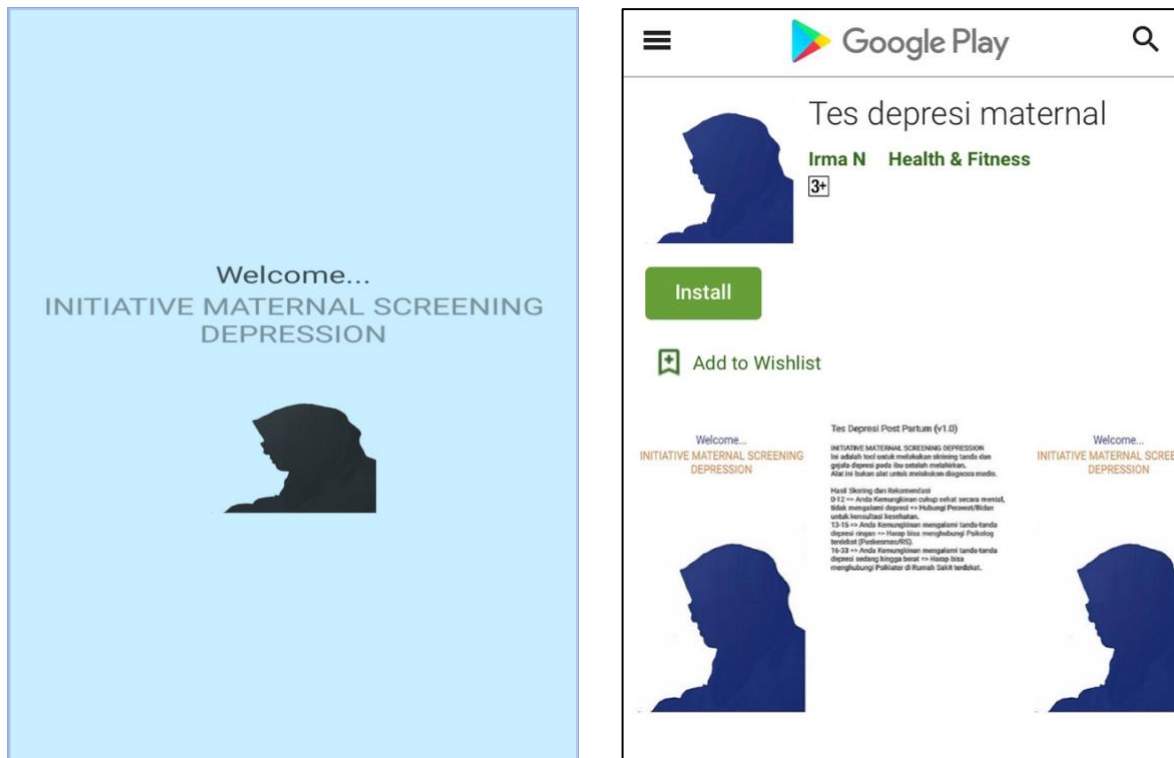 Welcome...
INITIATIVE MATERNAL SCREENING
DEPRESSION
Google Play
Tes depresi maternal
Irma N Health & Fitness
3+
Install
Add to Wishlist
Welcome...
INITIATIVE MATERNAL SCREENING
DEPRESSION
Tes Depresi Post Partum (v1.0)
INITIATIVE MATERNAL SCREENING DEPRESSION
Ini adalah tool untuk melakukan skrining tanda dan
gejala depresi pada ibu setelah melahirkan.
Alat ini bukan alat untuk melakukan diagnosa medis.
Hasil Skoring dan Rekomendasi
0-12 => Anda Kemungkinan cukup sehat secara mental,
tidak mengalami depresi => Hubungi Perawat/Bidan
untuk konsultasi kesehatan.
13-15 => Anda Kemungkinan mengalami tanda-tanda
depresi ringan => Harap bisa menghubungi Psikolog
terdekat (Puskesmas/RS).
16-33 => Anda Kemungkinan mengalami tanda-tanda
depresi sedang hingga berat => Harap bisa
menghubungi Psikiater di Rumah Sakit terdekat.
Welcome...
INITIATIVE MATERNAL SCREE
DEPRESSION